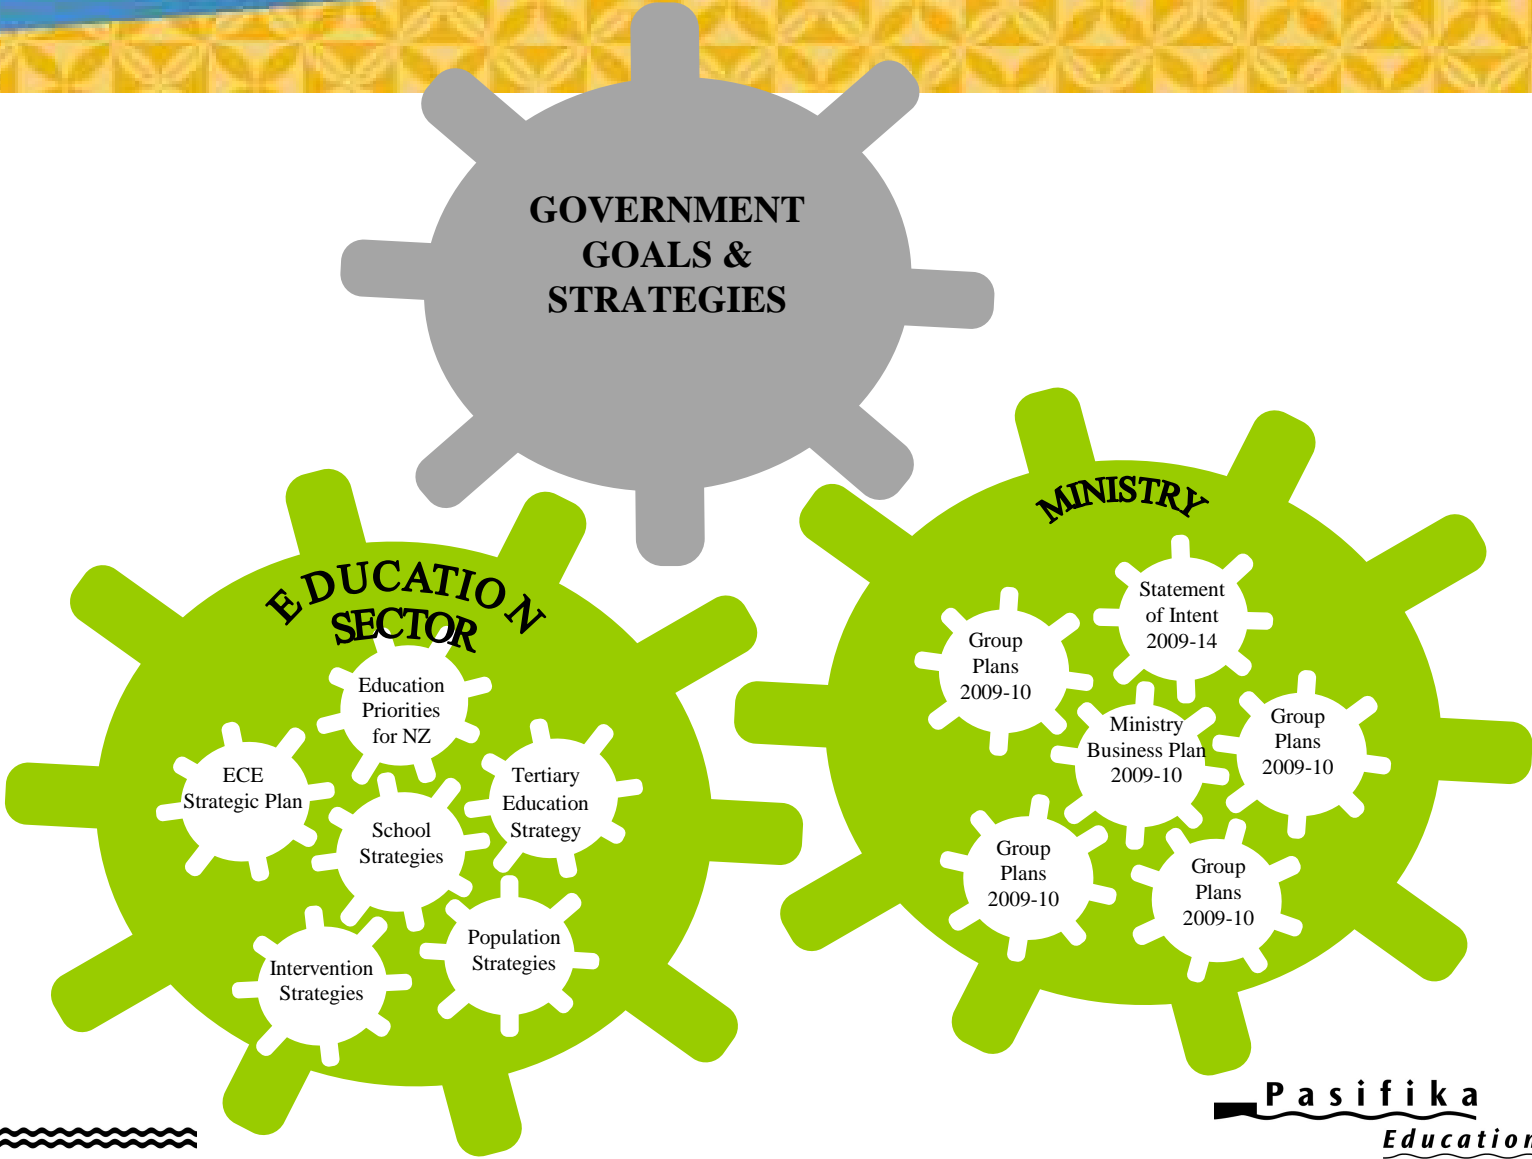 GOVERNMENT
GOALS &
STRATEGIES
EDUCATION
SECTOR
Education
Priorities
for NZ
ECE
Strategic Plan
Tertiary
Education
Strategy
School
Strategies
Population
Strategies
Intervention
Strategies
MINISTRY
Statement
of Intent
2009-14
Group
Plans
2009-10
Ministry
Business Plan
2009-10
Group
Plans
2009-10
Group
Plans
2009-10
Group
Plans
2009-10
Pasifika
Education